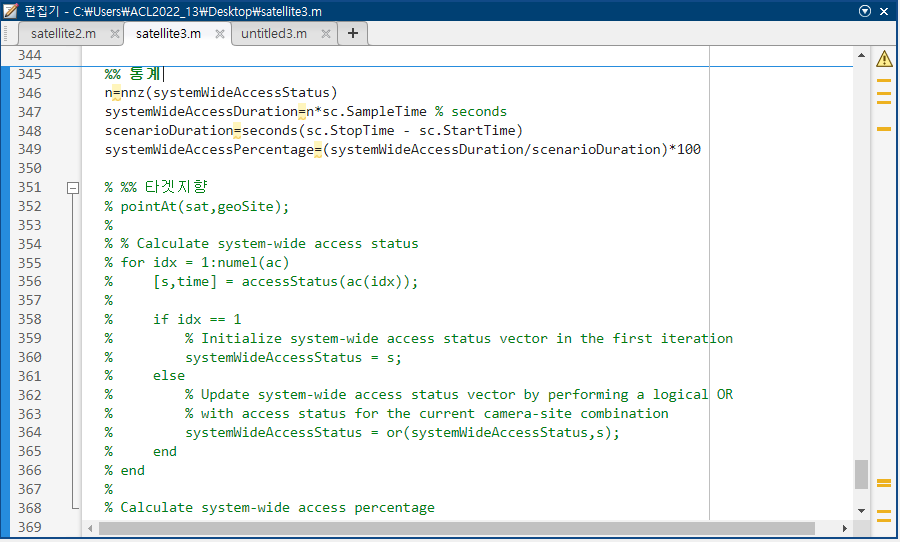 편집기 - C:₩Users₩ACL2022_13₩Desktop₩satellite3.m
satellite2.m satellite3.m untitled3.m
344
345 %% 통계
346 n=nnz(systemWideAccessStatus)
347 systemWideAccessDuration=n*sc.SampleTime % seconds
348 scenarioDuration=seconds(sc.StopTime - sc.StartTime)
349 systemWideAccessPercentage=(systemWideAccessDuration/scenarioDuration)*100
350
351 % %% 타겟지향
352 % pointAt(sat,geoSite);
353 %
354 % % Calculate system-wide access status
355 % for idx = 1:numel(ac)
356 %     [s,time] = accessStatus(ac(idx));
357 %
358 %     if idx == 1
359 %         % Initialize system-wide access status vector in the first iteration
360 %         systemWideAccessStatus = s;
361 %     else
362 %         % Update system-wide access status vector by performing a logical OR
363 %         % with access status for the current camera-site combination
364 %         systemWideAccessStatus = or(systemWideAccessStatus,s);
365 %     end
366 % end
367 %
368 % Calculate system-wide access percentage
369